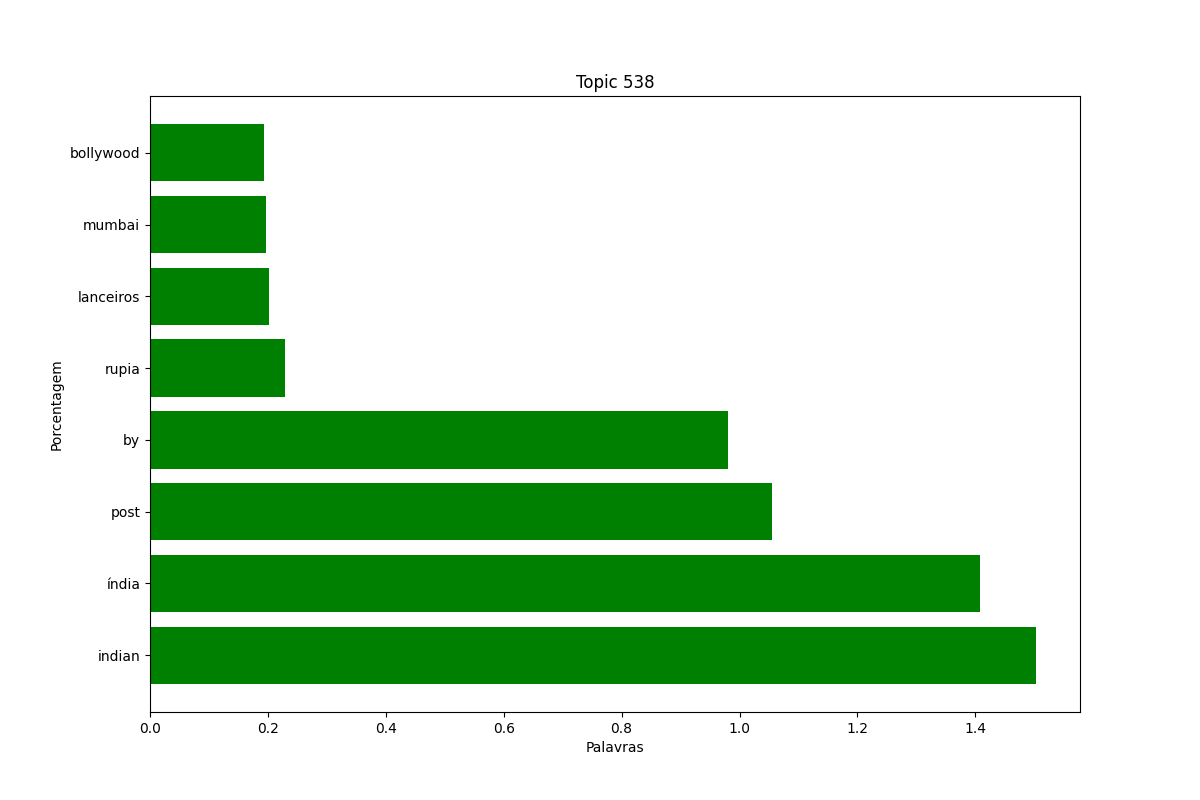 Topic 538
bollywood
mumbai
lanceiros
rupia
by
post
índia
indian
Porcentagem
0.0 0.2 0.4 0.6 0.8 1.0 1.2 1.4
Palavras